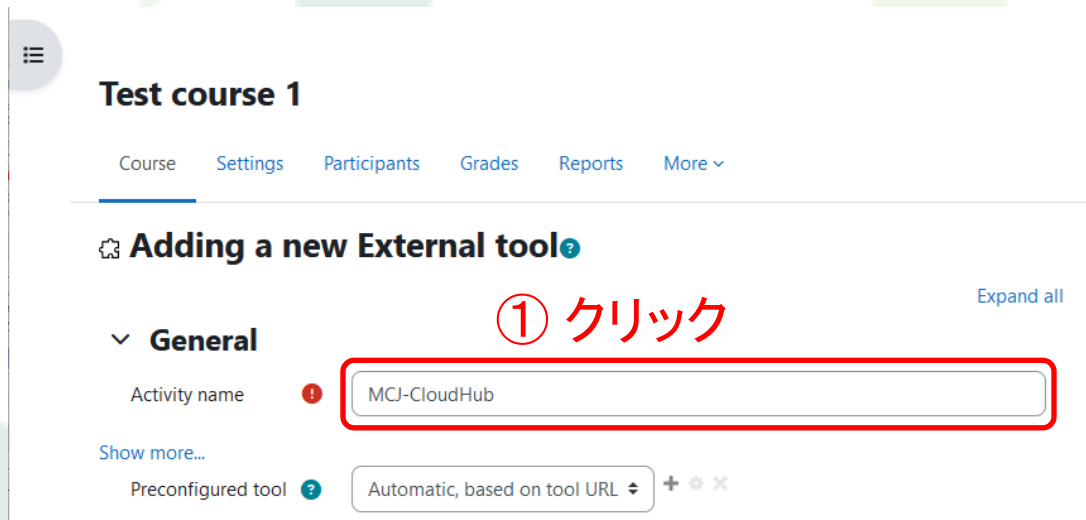 Test course 1
Course Settings Participants Grades Reports More
Adding a new External tool
Expand all
① クリック
General
Activity name MCJ-CloudHub
Show more...
Preconfigured tool Automatic, based on tool URL